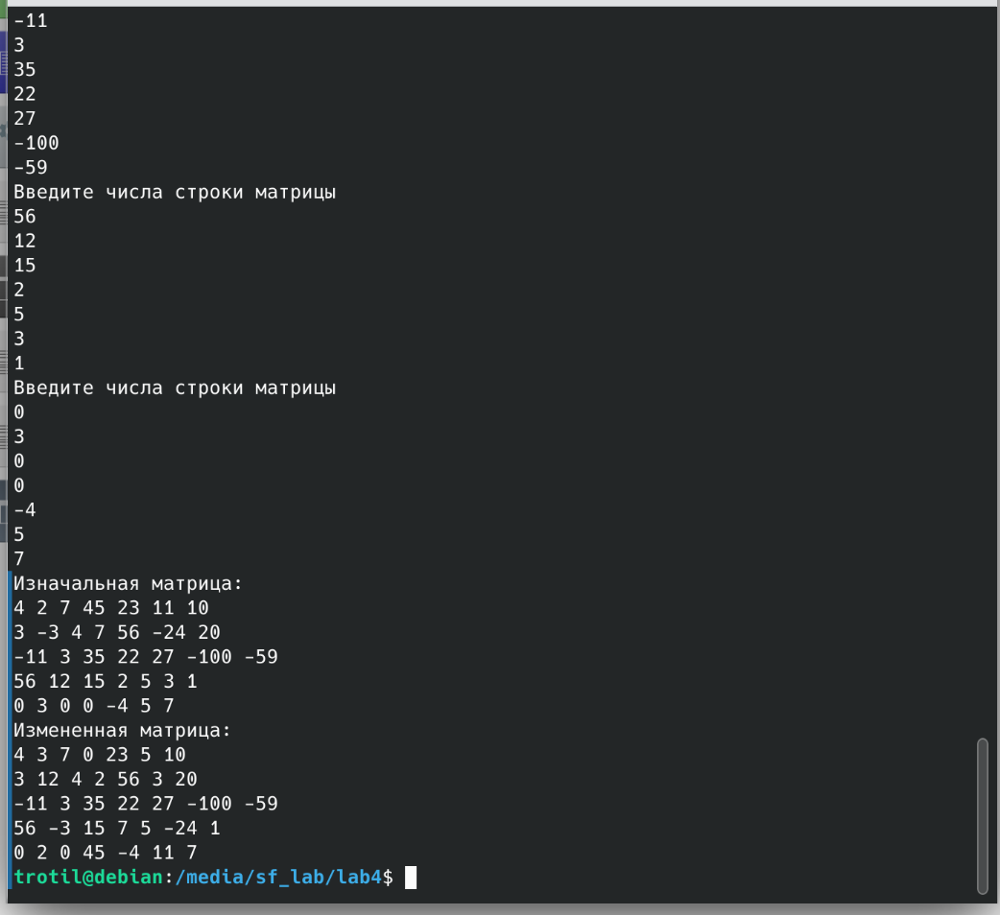 -11
3
35
22
27
-100
-59
Введите числа строки матрицы
56
12
15
2
5
3
1
Введите числа строки матрицы
0
3
0
0
-4
5
7
Изначальная матрица:
4 2 7 45 23 11 10
3 -3 4 7 56 -24 20
-11 3 35 22 27 -100 -59
56 12 15 2 5 3 1
0 3 0 0 -4 5 7
Измененная матрица:
4 3 7 0 23 5 10
3 12 4 2 56 3 20
-11 3 35 22 27 -100 -59
56 -3 15 7 5 -24 1
0 2 0 45 -4 11 7
trotil@debian:/media/sf_lab/lab4$